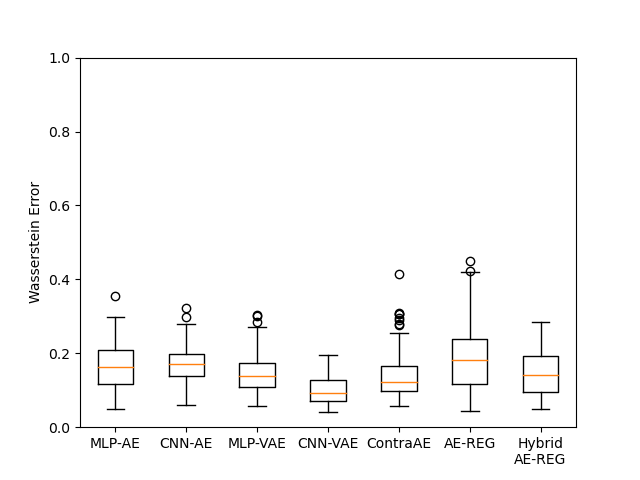 1.0
0.8
0.6
0.4
0.2
0.0
Wasserstein Error
MLP-AE
CNN-AE
MLP-VAE
CNN-VAE
ContraAE
AE-REG
Hybrid
AE-REG